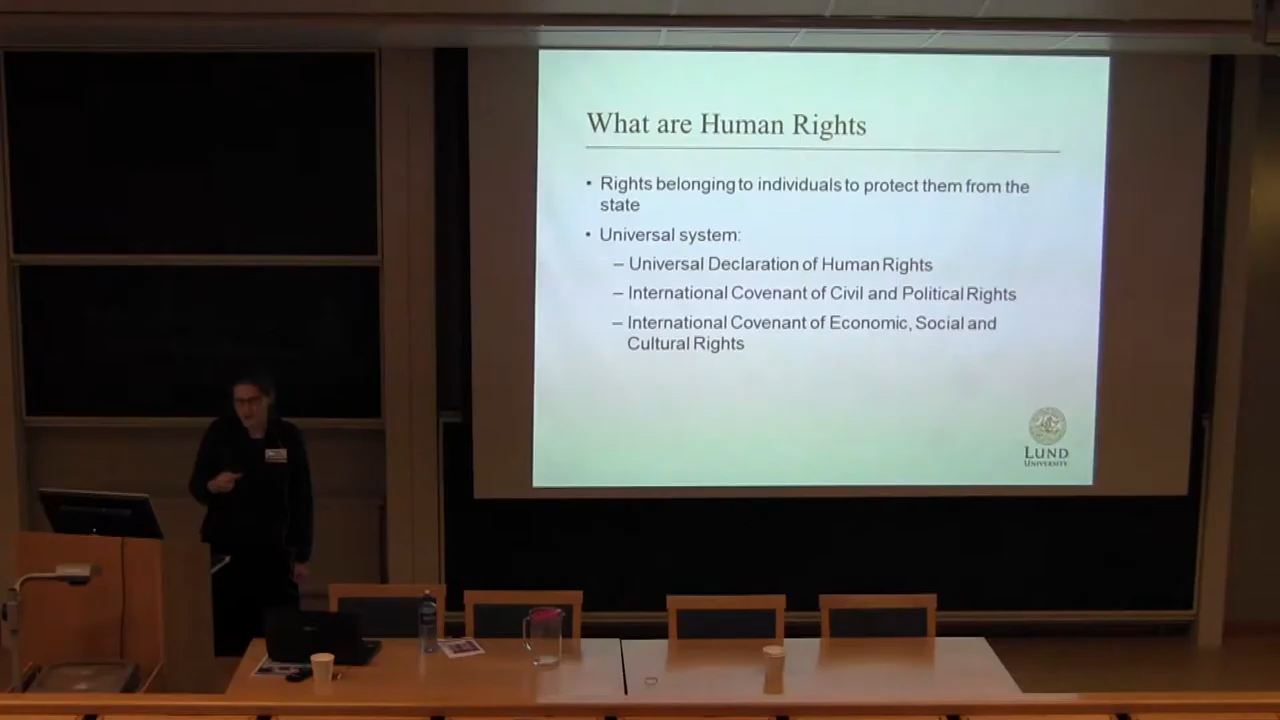 What are Human Rights
• Rights belonging to individuals to protect them from the
state
• Universal system:
– Universal Declaration of Human Rights
– International Covenant of Civil and Political Rights
– International Covenant of Economic, Social and
Cultural Rights
LUND
UNIVERSITY